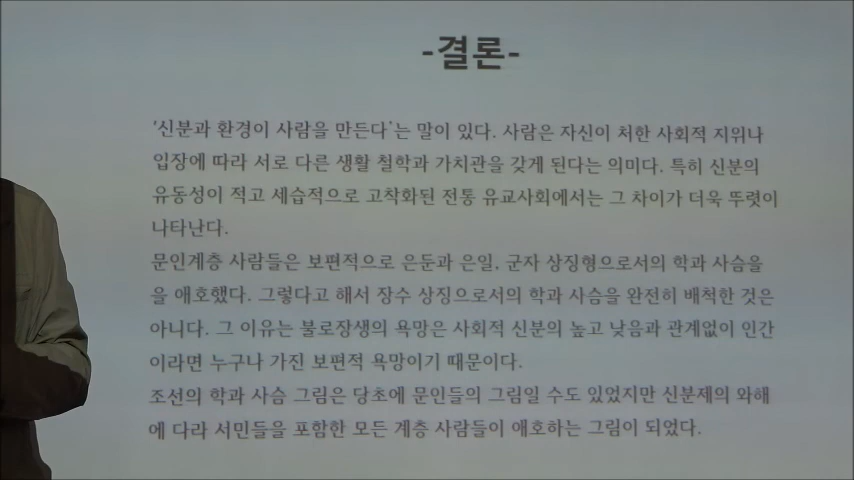 -결론-
'신분과 환경이 사람을 만든다'는 말이 있다. 사람은 자신이 처한 사회적 지위나
입장에 따라 서로 다른 생활 철학과 가치관을 갖게 된다는 의미다. 특히 신분의
유동성이 적고 세습적으로 고착화된 전통 유교사회에서는 그 차이가 더욱 뚜렷이
나타난다.
문인계층 사람들은 보편적으로 은둔과 은일, 군자 상징형으로서의 학과 사슴을
을 애호했다. 그렇다고 해서 장수 상징으로서의 학과 사슴을 완전히 배척한 것은
아니다. 그 이유는 불로장생의 욕망은 사회적 신분의 높고 낮음과 관계없이 인간
이라면 누구나 가진 보편적 욕망이기 때문이다.
조선의 학과 사슴 그림은 당초에 문인들의 그림일 수도 있었지만 신분제의 와해
에 다라 서민들을 포함한 모든 계층 사람들이 애호하는 그림이 되었다.